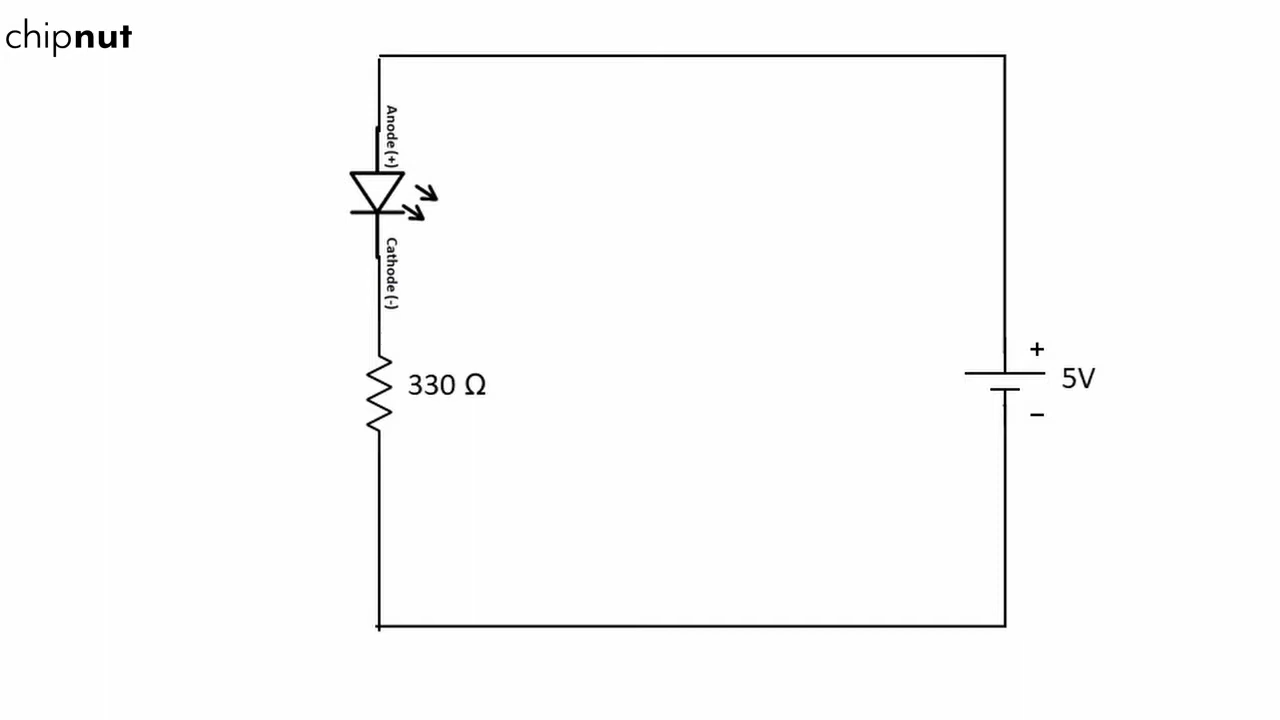 chipnut
Anode (+)
Cathode (-)
330 Ω
+
5V
−